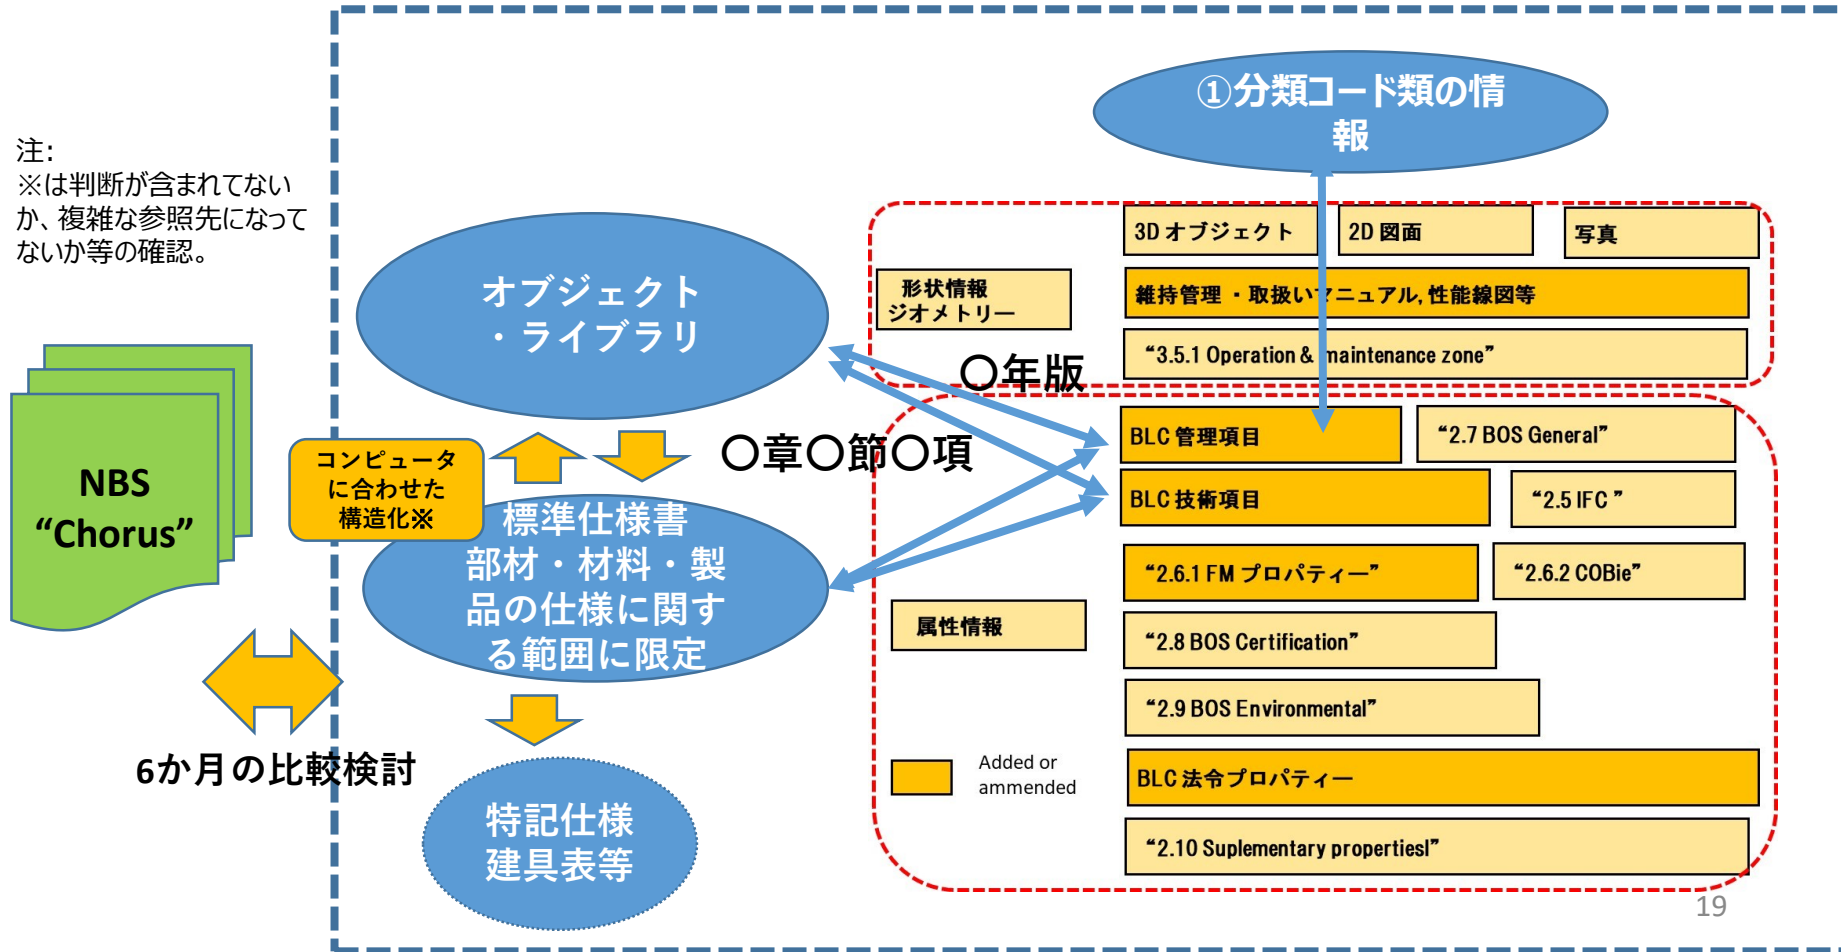 ①分類コード類の情
報
注:
※は判断が含まれてない
か、複雑な参照先になって
ないか等の確認。
3D オブジェクト
2D 図面
写真
オブジェクト
・ライブラリ
形状情報
ジオメトリー
維持管理 ・取扱いマニュアル, 性能線図等
“3.5.1 Operation & maintenance zone”
〇年版
NBS
“Chorus”
コンピュータ
に合わせた
構造化※
〇章〇節〇項
BLC 管理項目
“2.7 BOS General”
BLC 技術項目
“2.5 IFC ”
標準仕様書
部材・材料・製
品の仕様に関す
る範囲に限定
“2.6.1 FM プロパティー”
“2.6.2 COBie”
属性情報
“2.8 BOS Certification”
“2.9 BOS Environmental”
6か月の比較検討
Added or
ammended
BLC 法令プロパティー
特記仕様
建具表等
“2.10 Suplementary propertiesl”
19